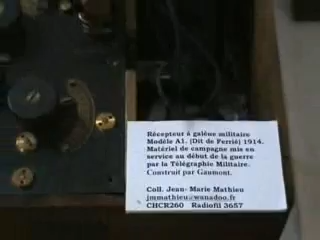 Récepteur à galène militaire
Modèle A1. (Dit de Ferrié) 1914.
Matériel de campagne mis en
service au début de la guerre
par la Télégraphie Militaire.
Construit par Gaumont.
Coll. Jean- Marie Mathieu
jmmathieu@wanadoo.fr
CHCR260 Radiofil 3657